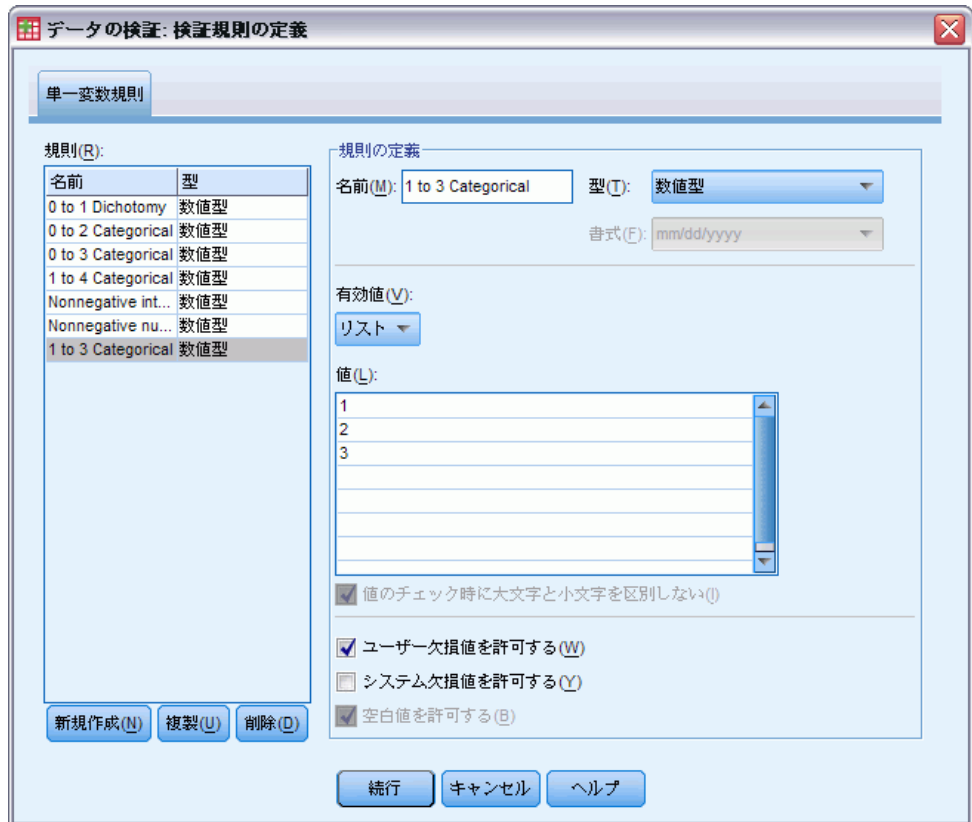 データの検証: 検証規則の定義
単一変数規則
規則(R):
名前 型
0 to 1 Dichotomy 数値型
0 to 2 Categorical 数値型
0 to 3 Categorical 数値型
1 to 4 Categorical 数値型
Nonnegative int... 数値型
Nonnegative nu... 数値型
1 to 3 Categorical 数値型
新規作成(N) 複製(U) 削除(D)
規則の定義
名前(M): 1 to 3 Categorical 型(T): 数値型
書式(F): mm/dd/yyyy
有効値(V):
リスト
値(L):
1
2
3
値のチェック時に大文字と小文字を区別しない(I)
ユーザー欠損値を許可する(W)
システム欠損値を許可する(Y)
空白値を許可する(B)
続行 キャンセル ヘルプ